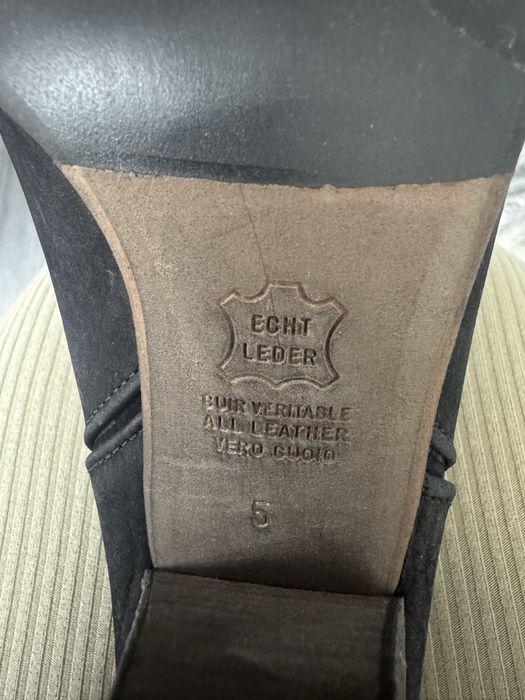 ECHT
LEDER
CUIR VERITABLE
ALL LEATHER
VERO CUOIO
5